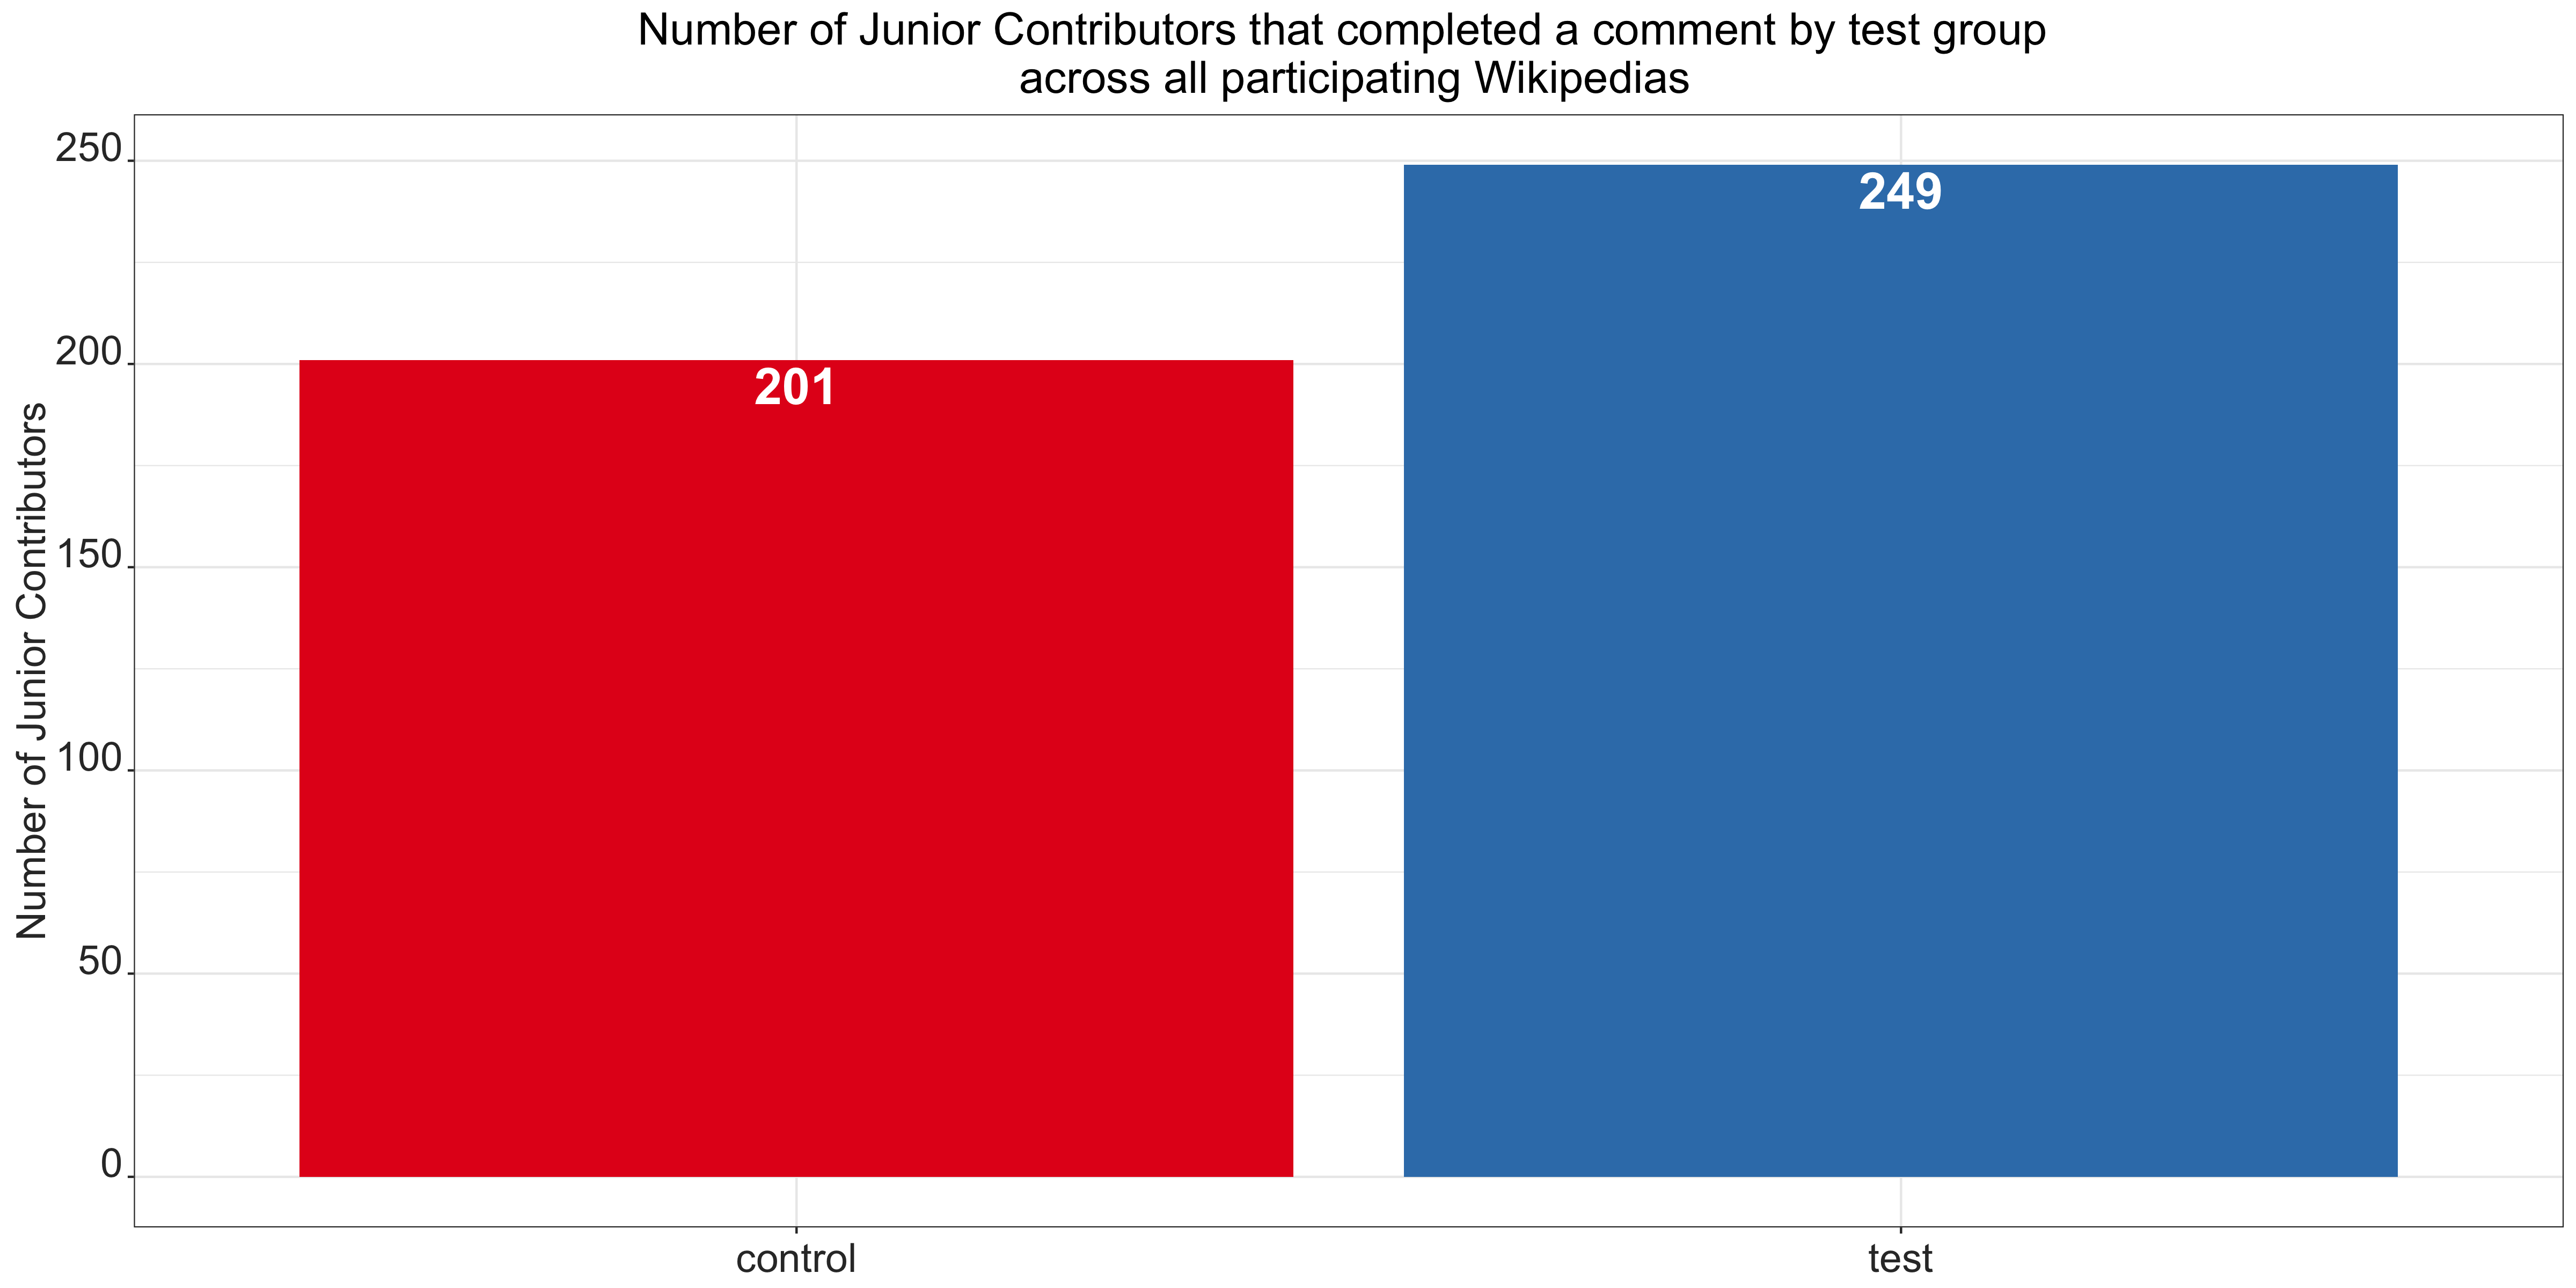 Number of Junior Contributors that completed a comment by test group
across all participating Wikipedias
Number of Junior Contributors
250
200
150
100
50
0
201
249
control
test